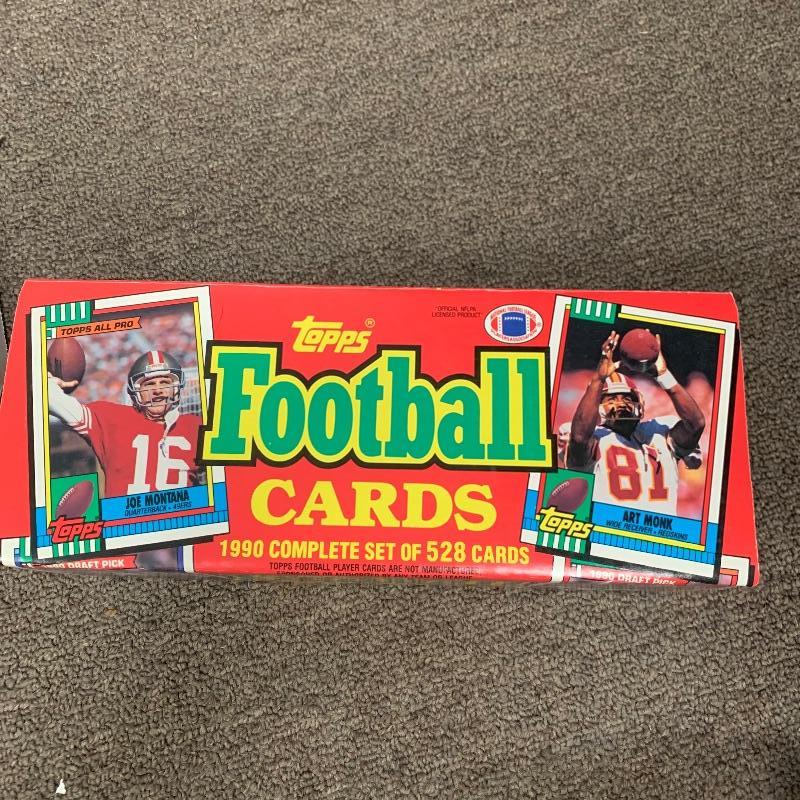 TOPPS ALL PRO
16
Topps
JOE MONTANA
QUARTERBACK • 49ERS
Topps®
Football
CARDS
1990 COMPLETE SET OF 528 CARDS
TOPPS FOOTBALL PLAYER CARDS ARE NOT MANUFACTURED,
SPONSORED OR AUTHORIZED BY ANY TEAM OR LEAGUE.
"OFFICIAL NFLPA
LICENSED PRODUCT"
81
Topps
ART MONK
WIDE RECEIVER • REDSKINS
DRAFT PICK
1990 DRAFT PICK